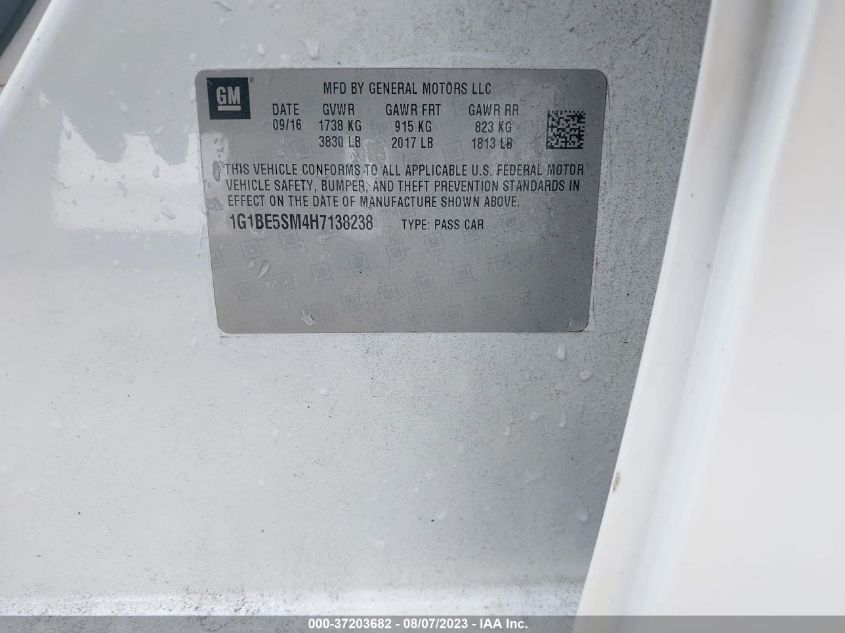 GM
MFD BY GENERAL MOTORS LLC
DATE GVWR GAWR FRT GAWR RR
09/16 1738 KG 915 KG 823 KG
3830 LB 2017 LB 1813 LB
THIS VEHICLE CONFORMS TO ALL APPLICABLE U.S. FEDERAL MOTOR
VEHICLE SAFETY, BUMPER, AND THEFT PREVENTION STANDARDS IN
EFFECT ON THE DATE OF MANUFACTURE SHOWN ABOVE.
1G1BE5SM4H7138238 TYPE: PASS CAR
000-37203682 - 08/07/2023 - IAA Inc.